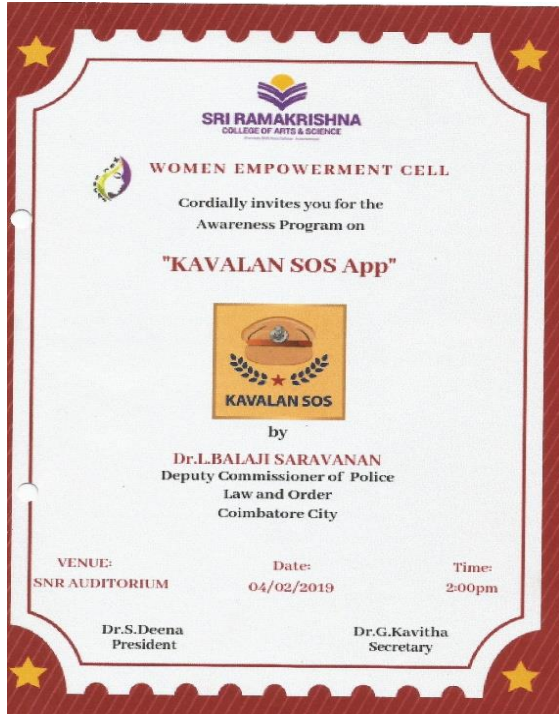 SRI RAMAKRISHNA
COLLEGE OF ARTS & SCIENCE
WOMEN EMPOWERMENT CELL
Cordially invites you for the
Awareness Program on
"KAVALAN SOS App"
KAVALAN SOS
by
Dr.L.BALAJI SARAVANAN
Deputy Commissioner of Police
Law and Order
Coimbatore City
VENUE:
SNR AUDITORIUM
Date:
04/02/2019
Time:
2:00pm
Dr.S.Deena
President
Dr.G.Kavitha
Secretary